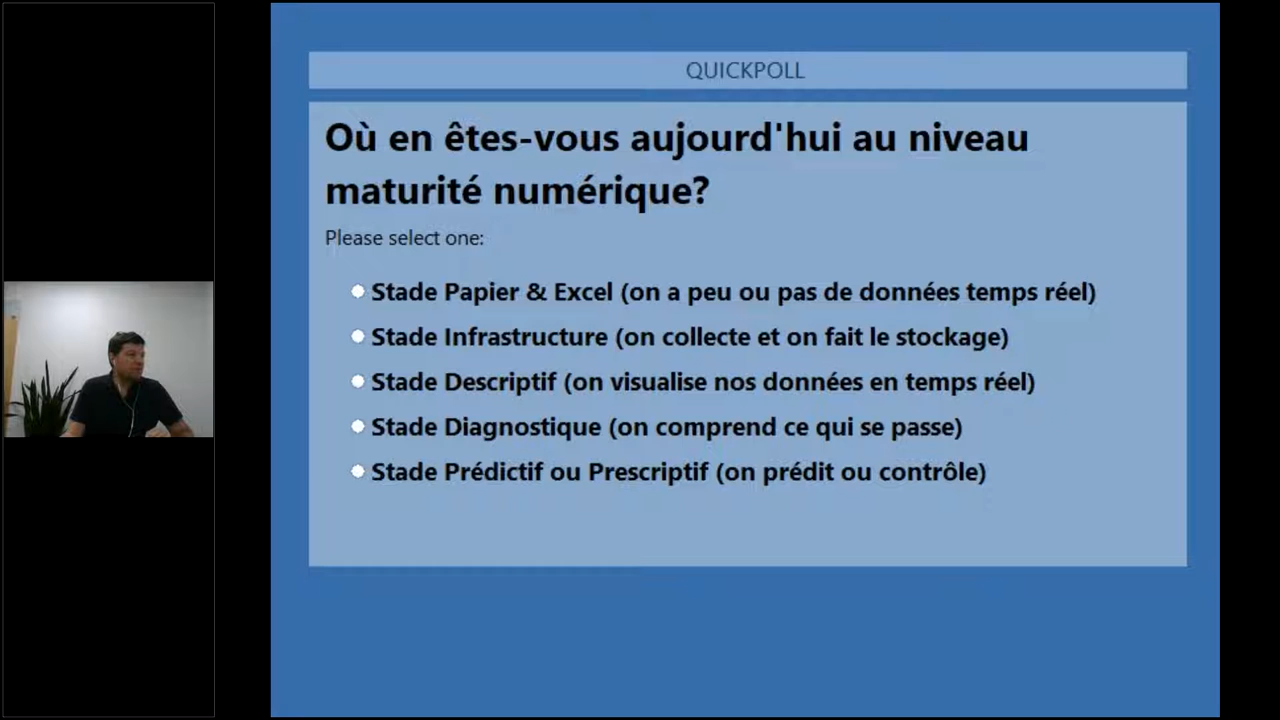 QUICKPOLL
Où en êtes-vous aujourd'hui au niveau
maturité numérique?
Please select one:
Stade Papier & Excel (on a peu ou pas de données temps réel)
Stade Infrastructure (on collecte et on fait le stockage)
Stade Descriptif (on visualise nos données en temps réel)
Stade Diagnostique (on comprend ce qui se passe)
Stade Prédictif ou Prescriptif (on prédit ou contrôle)